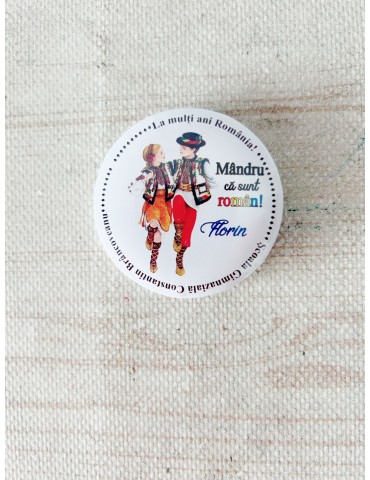 La mulți ani România!
Mândru
că sunt
român!
Florin
Școala Gimnazială Constantin Brâncoveanu